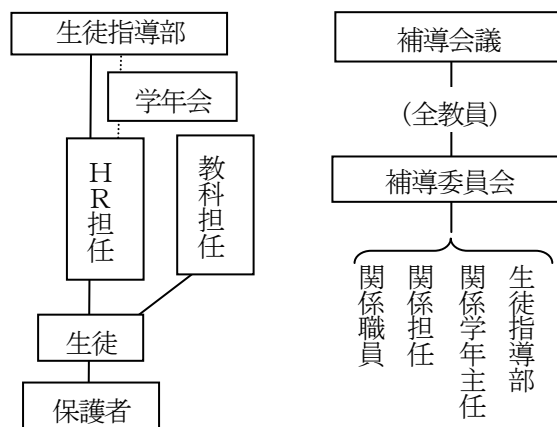 生徒指導部
学年会
HR担任
教科担任
生徒
保護者
補導会議
(全教員)
補導委員会
関係職員
関係担任
関係学年主任
生徒指導部